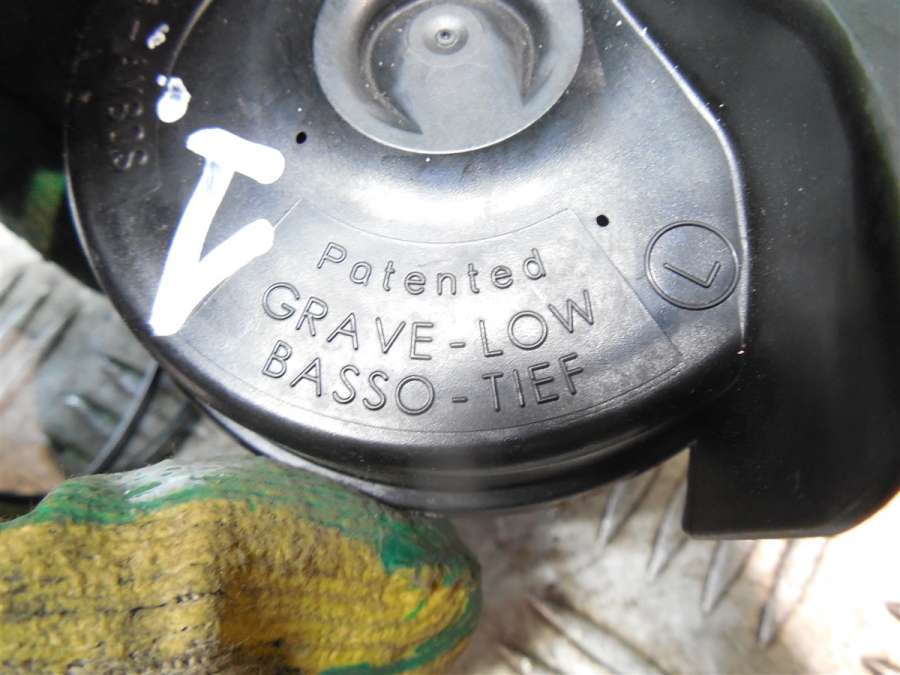 Patented
GRAVE - LOW
BASSO - TIEF
L